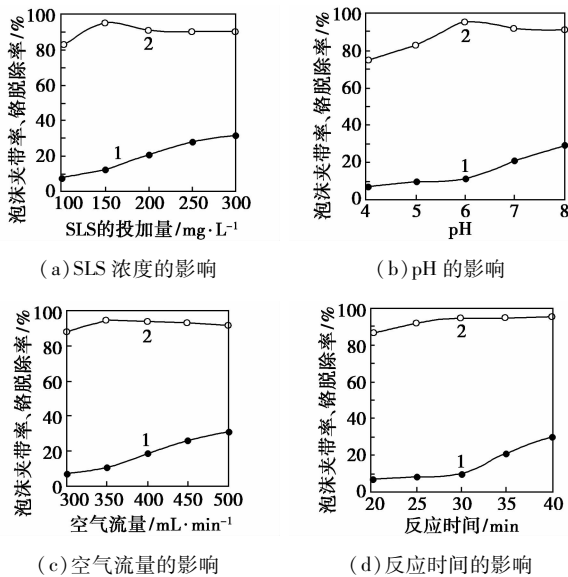 泡沫夹带率、铬脱除率/%
100
80
60
40
20
0
2
1
100 150 200 250 300
SLS的投加量/mg·L⁻¹
(a)SLS 浓度的影响
泡沫夹带率、铬脱除率/%
100
80
60
40
20
0
2
1
4 5 6 7 8
pH
(b)pH 的影响
泡沫夹带率、铬脱除率/%
100
80
60
40
20
0
2
1
300 350 400 450 500
空气流量/mL·min⁻¹
(c)空气流量的影响
泡沫夹带率、铬脱除率/%
100
80
60
40
20
0
2
1
20 25 30 35 40
反应时间/min
(d)反应时间的影响